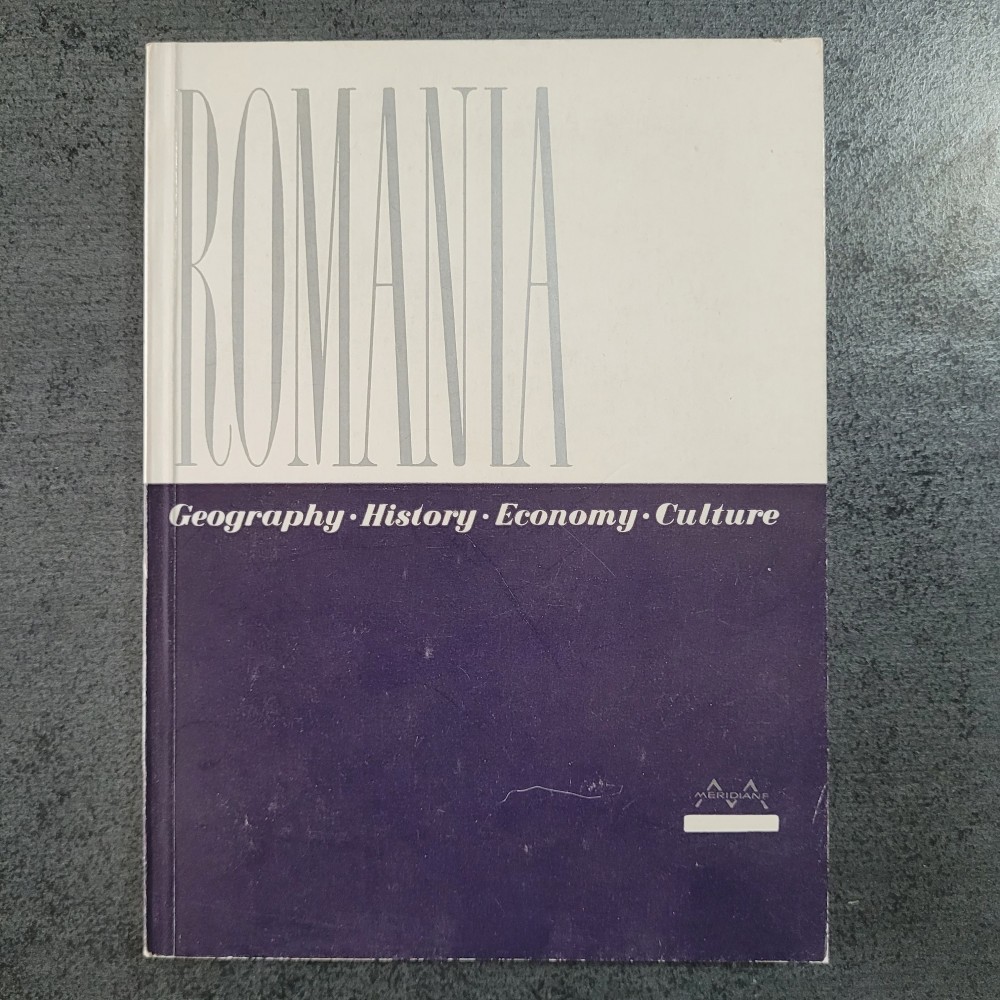 ROMANIA
Geography · History · Economy · Culture
MERIDIANE